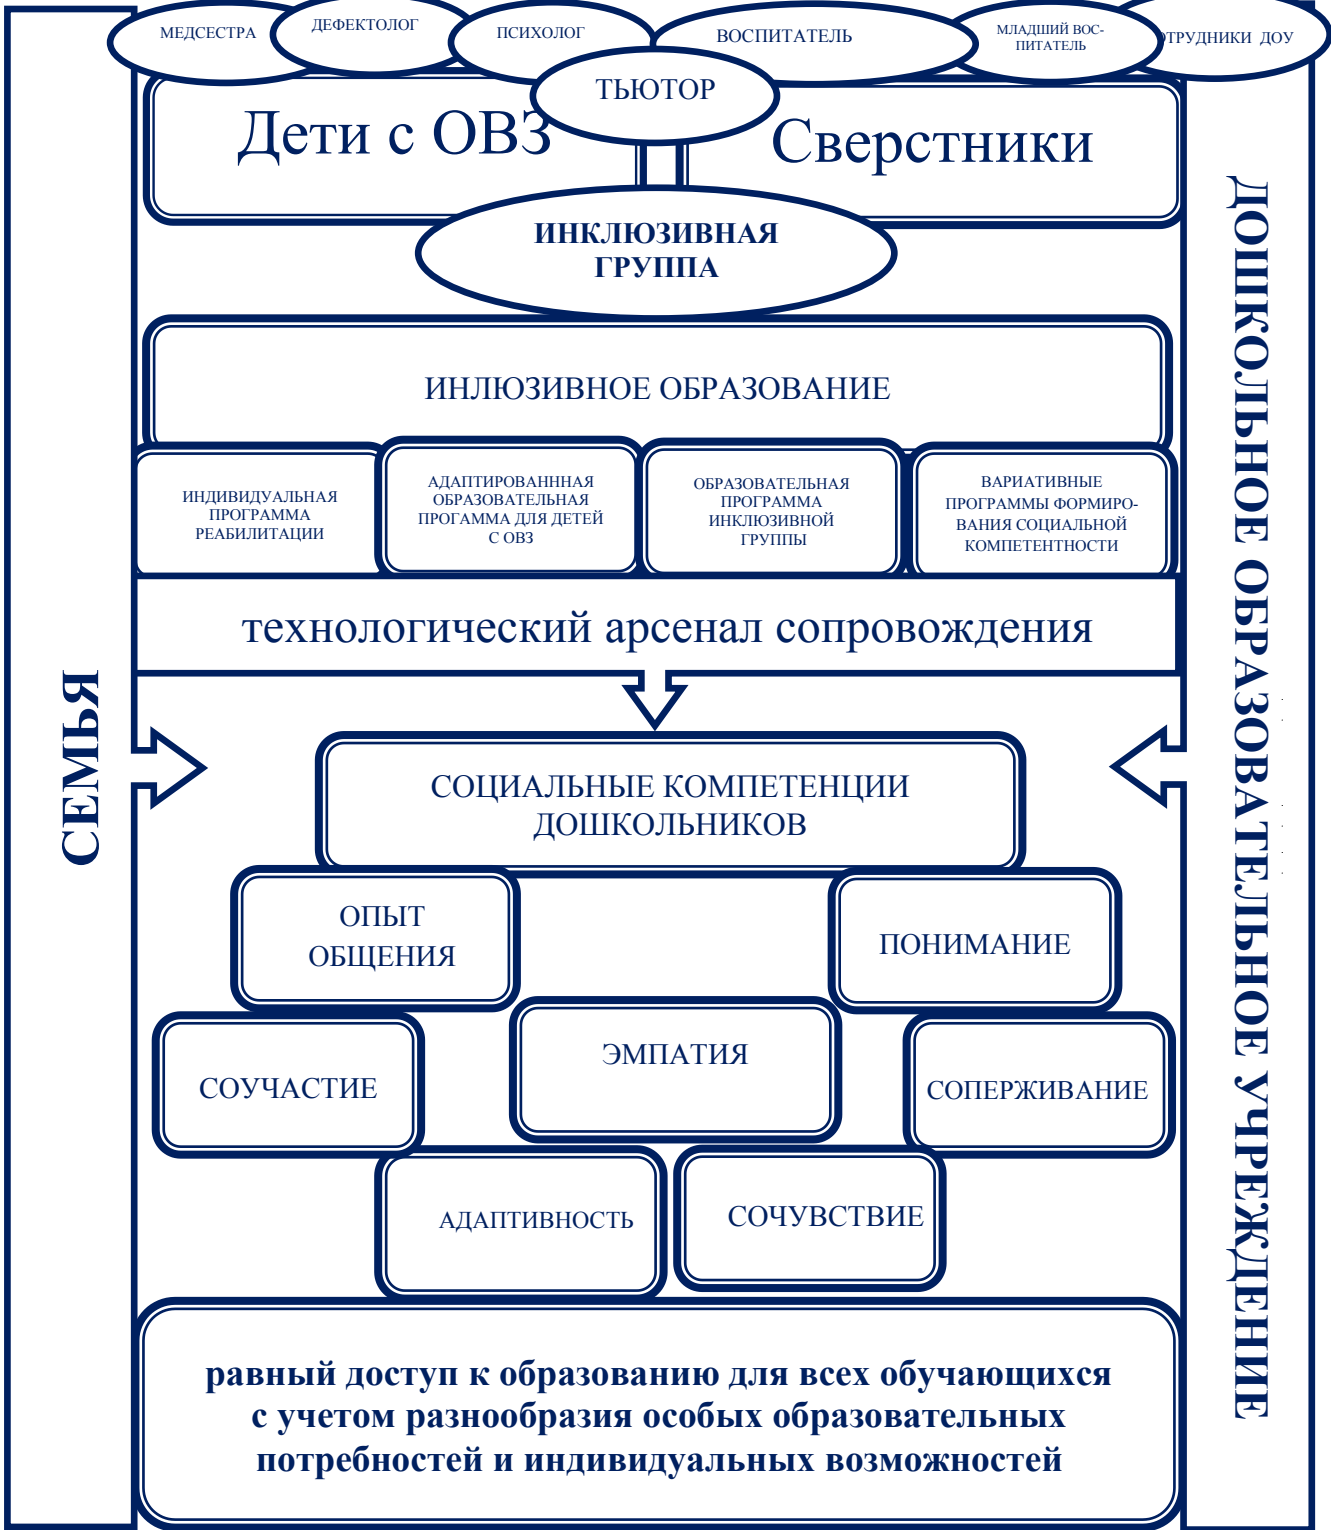 МЕДСЕСТРА
ДЕФЕКТОЛОГ
ПСИХОЛОГ
ВОСПИТАТЕЛЬ
МЛАДШИЙ ВОС-
ПИТАТЕЛЬ
ОТРУДНИКИ ДОУ
ТЬЮТОР
Дети с ОВЗ
Сверстники
ИНКЛЮЗИВНАЯ
ГРУППА
ИНЛЮЗИВНОЕ ОБРАЗОВАНИЕ
ИНДИВИДУАЛЬНАЯ
ПРОГРАММА
РЕАБИЛИТАЦИИ
АДАПТИРОВАНННАЯ
ОБРАЗОВАТЕЛЬНАЯ
ПРОГАММА ДЛЯ ДЕТЕЙ
С ОВЗ
ОБРАЗОВАТЕЛЬНАЯ
ПРОГРАММА
ИНКЛЮЗИВНОЙ
ГРУППЫ
ВАРИАТИВНЫЕ
ПРОГРАММЫ ФОРМИРО-
ВАНИЯ СОЦИАЛЬНОЙ
КОМПЕТЕНТНОСТИ
технологический арсенал сопровождения
СЕМЬЯ
ДОШКОЛЬНОЕ ОБРАЗОВАТЕЛЬНОЕ УЧРЕЖДЕНИЕ
СОЦИАЛЬНЫЕ КОМПЕТЕНЦИИ
ДОШКОЛЬНИКОВ
ОПЫТ
ОБЩЕНИЯ
ПОНИМАНИЕ
СОУЧАСТИЕ
ЭМПАТИЯ
СОПЕРЖИВАНИЕ
АДАПТИВНОСТЬ
СОЧУВСТВИЕ
равный доступ к образованию для всех обучающихся
с учетом разнообразия особых образовательных
потребностей и индивидуальных возможностей